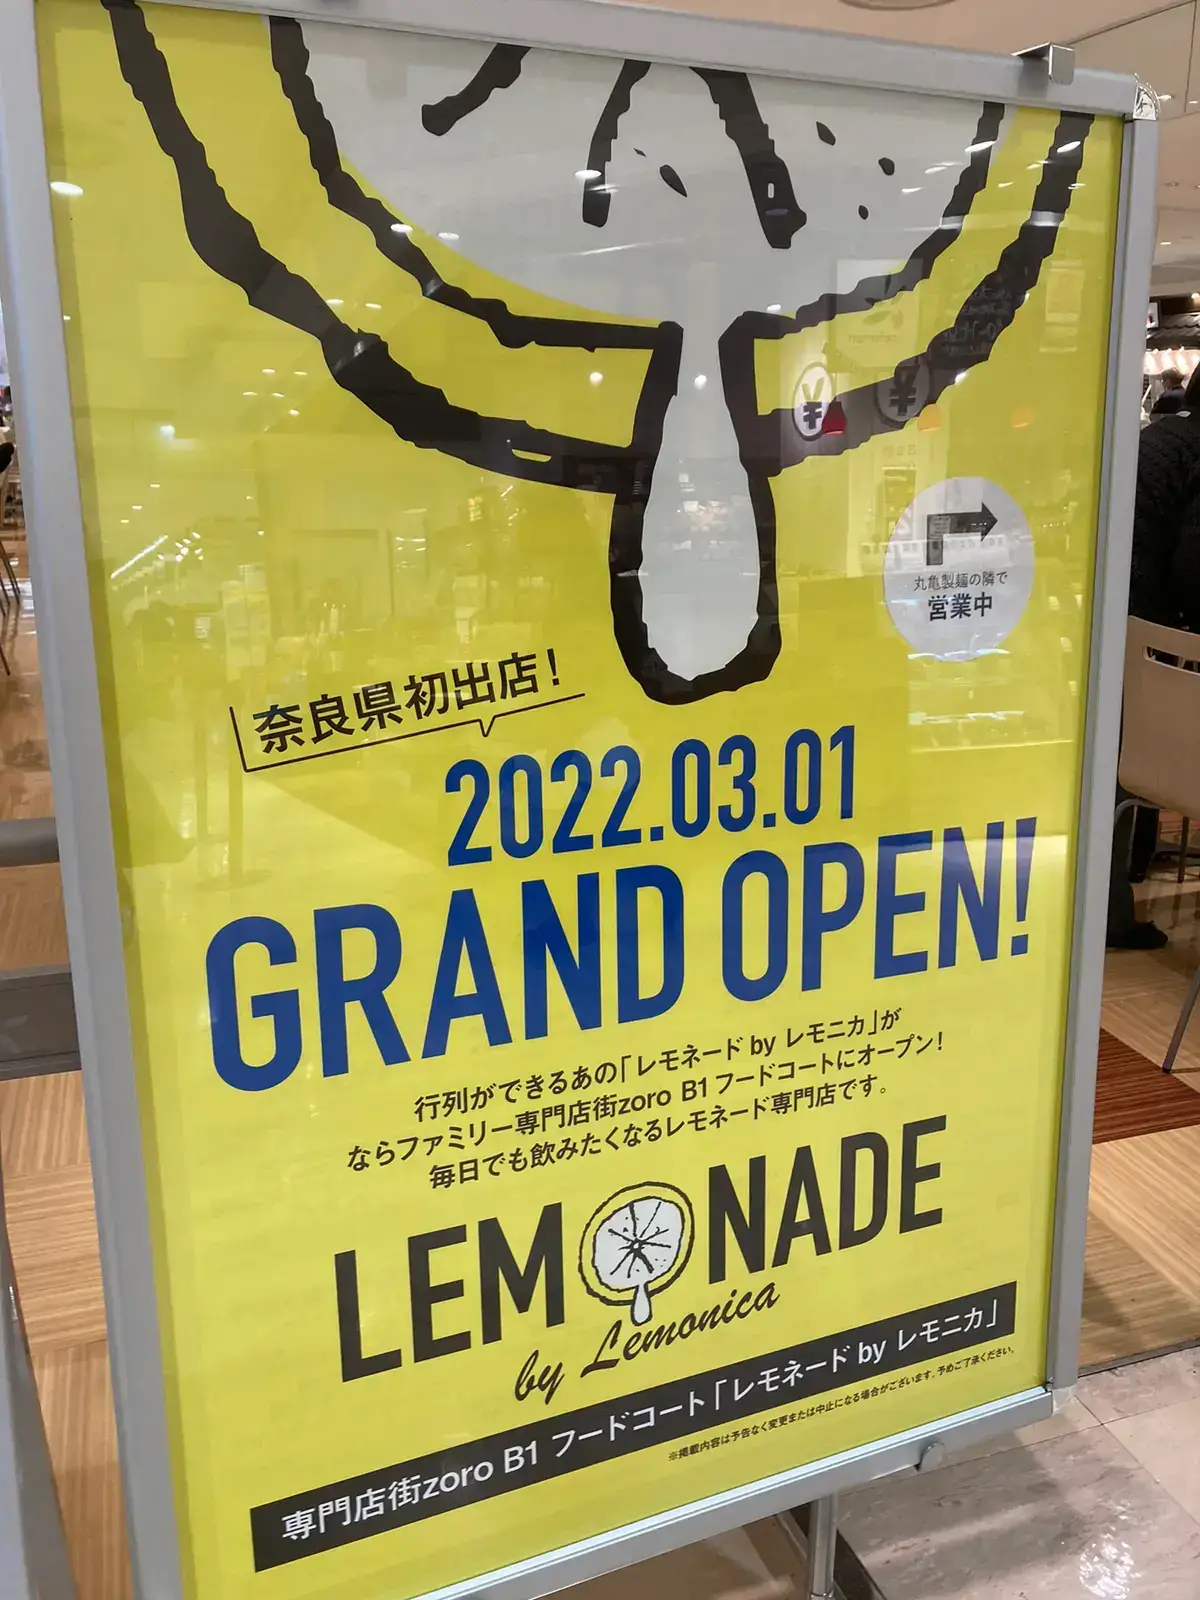 丸亀製麺の隣で
営業中
奈良県初出店！
2022.03.01
GRAND OPEN!
行列ができるあの「レモネード by レモニカ」が
ならファミリー専門店街zoro B1 フードコートにオープン！
毎日でも飲みたくなるレモネード専門店です。
LEMONADE
by Lemonica
専門店街zoro B1 フードコート「レモネード by レモニカ」
※掲載内容は予告なく変更または中止になる場合がございます。予めご了承ください。